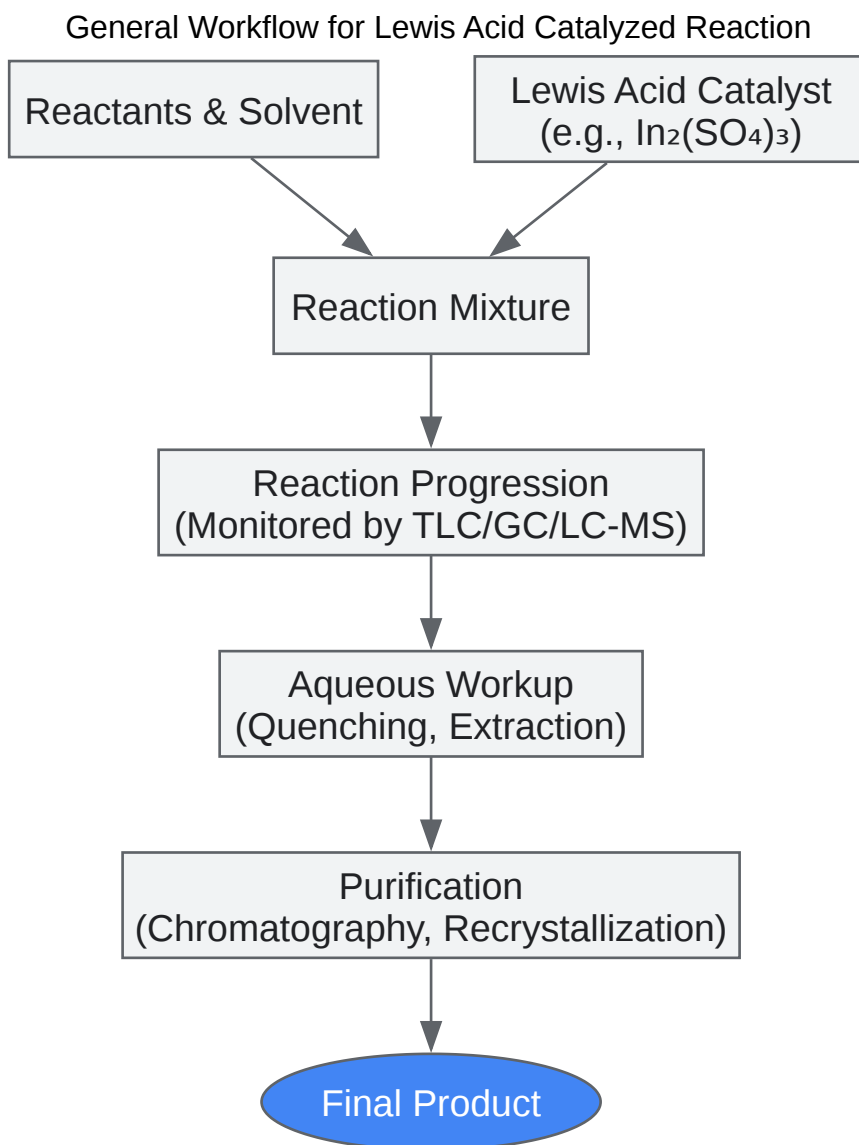 General Workflow for Lewis Acid Catalyzed Reaction
Reactants & Solvent
Lewis Acid Catalyst
(e.g., In₂(SO₄)₃)
Reaction Mixture
Reaction Progression
(Monitored by TLC/GC/LC-MS)
Aqueous Workup
(Quenching, Extraction)
Purification
(Chromatography, Recrystallization)
Final Product